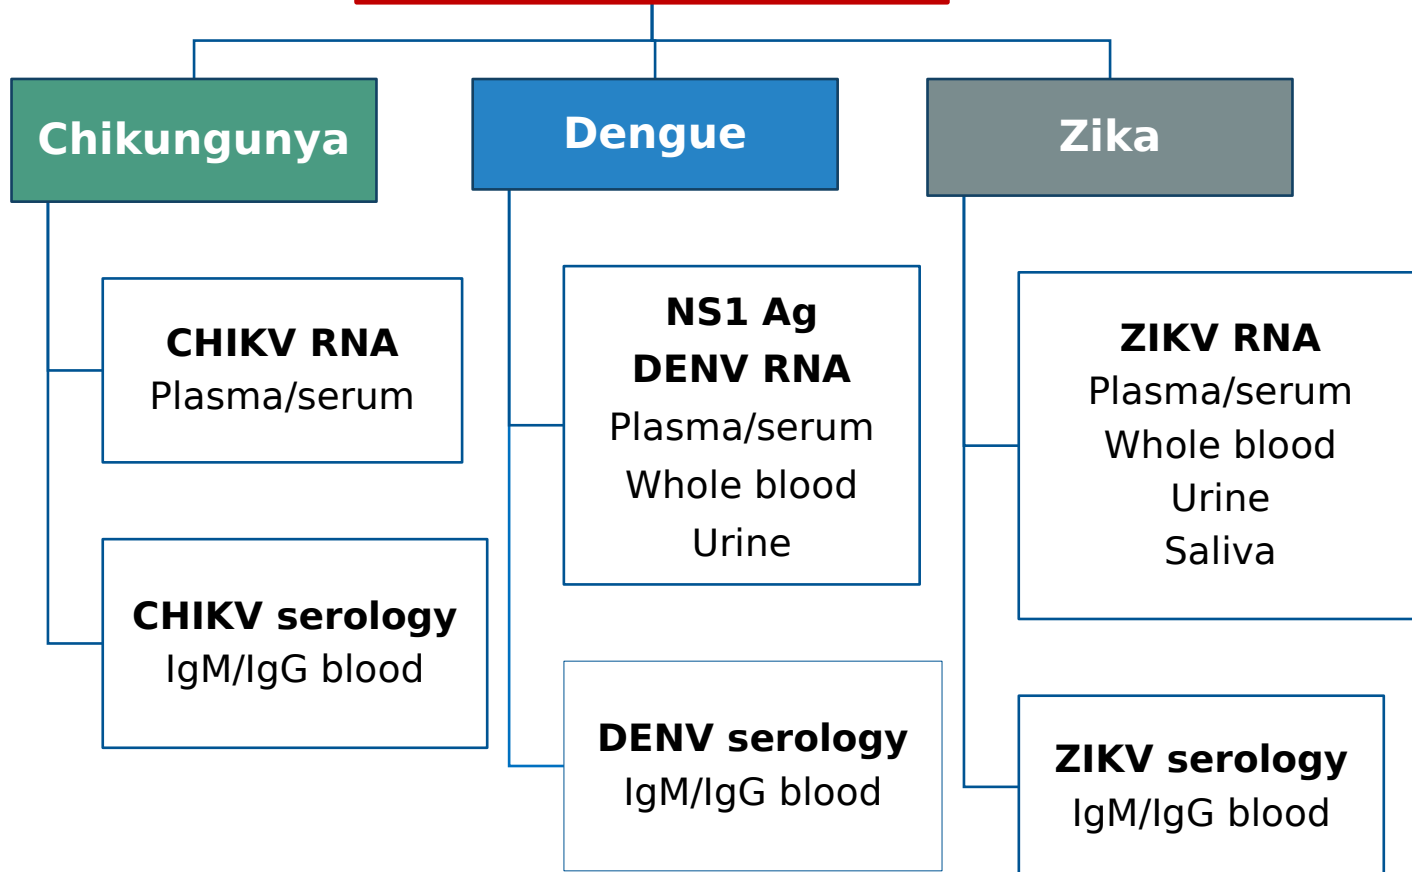 Chikungunya
Dengue
Zika
CHIKV RNA
Plasma/serum
CHIKV serology
IgM/IgG blood
NS1 Ag
DENV RNA
Plasma/serum
Whole blood
Urine
DENV serology
IgM/IgG blood
ZIKV RNA
Plasma/serum
Whole blood
Urine
Saliva
ZIKV serology
IgM/IgG blood